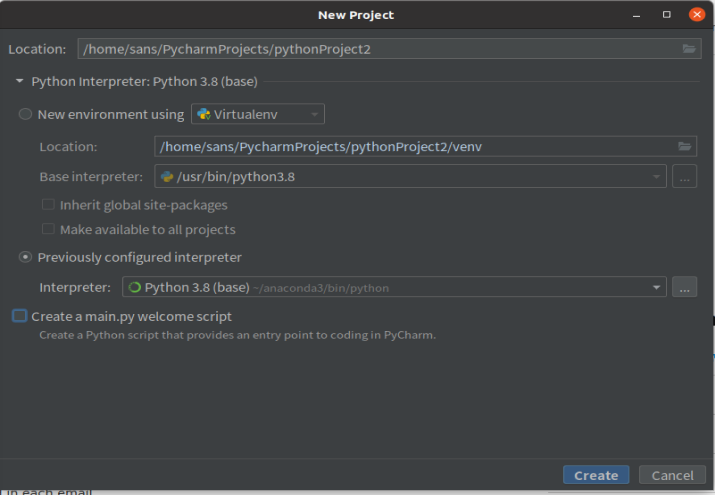 New Project
Location: /home/sans/PycharmProjects/pythonProject2
Python Interpreter: Python 3.8 (base)
New environment using Virtualenv
Location: /home/sans/PycharmProjects/pythonProject2/venv
Base interpreter: /usr/bin/python3.8 ...
Inherit global site-packages
Make available to all projects
Previously configured interpreter
Interpreter: Python 3.8 (base) ~/anaconda3/bin/python ...
Create a main.py welcome script
Create a Python script that provides an entry point to coding in PyCharm.
Create Cancel
in each email